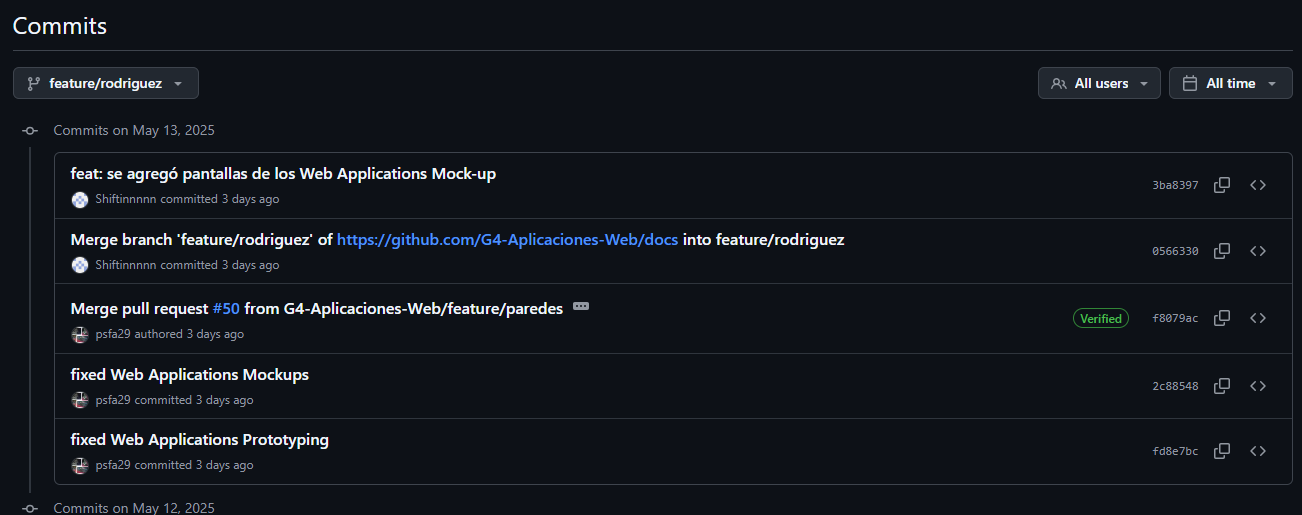 Commits
feature/rodriguez
All users
All time
Commits on May 13, 2025
feat: se agregó pantallas de los Web Applications Mock-up
Shiftinnnnn committed 3 days ago
3ba8397
Merge branch 'feature/rodriguez' of https://github.com/G4-Aplicaciones-Web/docs into feature/rodriguez
Shiftinnnnn committed 3 days ago
0566330
Merge pull request #50 from G4-Aplicaciones-Web/feature/paredes
psfa29 authored 3 days ago
Verified
f8079ac
fixed Web Applications Mockups
psfa29 committed 3 days ago
2c88548
fixed Web Applications Prototyping
psfa29 committed 3 days ago
fd8e7bc
Commits on May 12, 2025